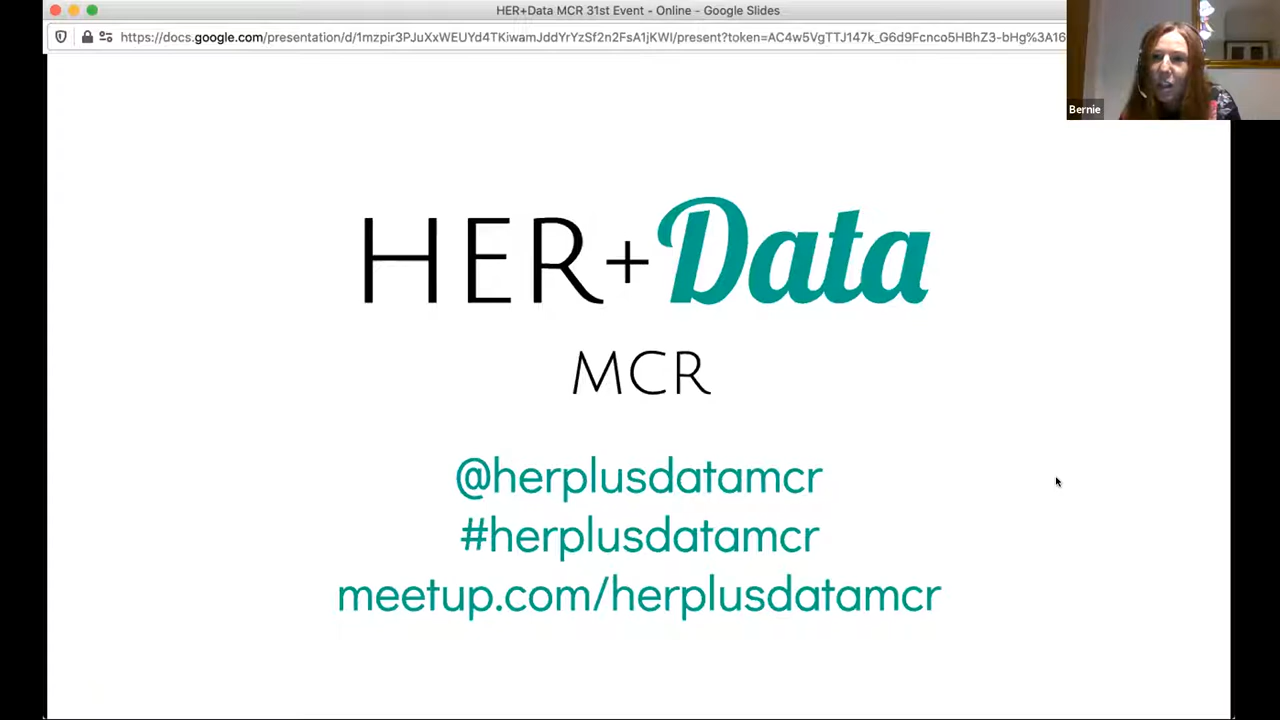 HER+Data MCR 31st Event - Online - Google Slides
https://docs.google.com/presentation/d/1mzpir3PJuXxWEUYd4TKiwamJddYrYzSf2n2FsA1jKWI/present?token=AC4w5VgTTJ147k_G6d9Fcnco5HBhZ3-bHg%3A16
Bernie
HER+Data
MCR
@herplusdatamcr
#herplusdatamcr
meetup.com/herplusdatamcr